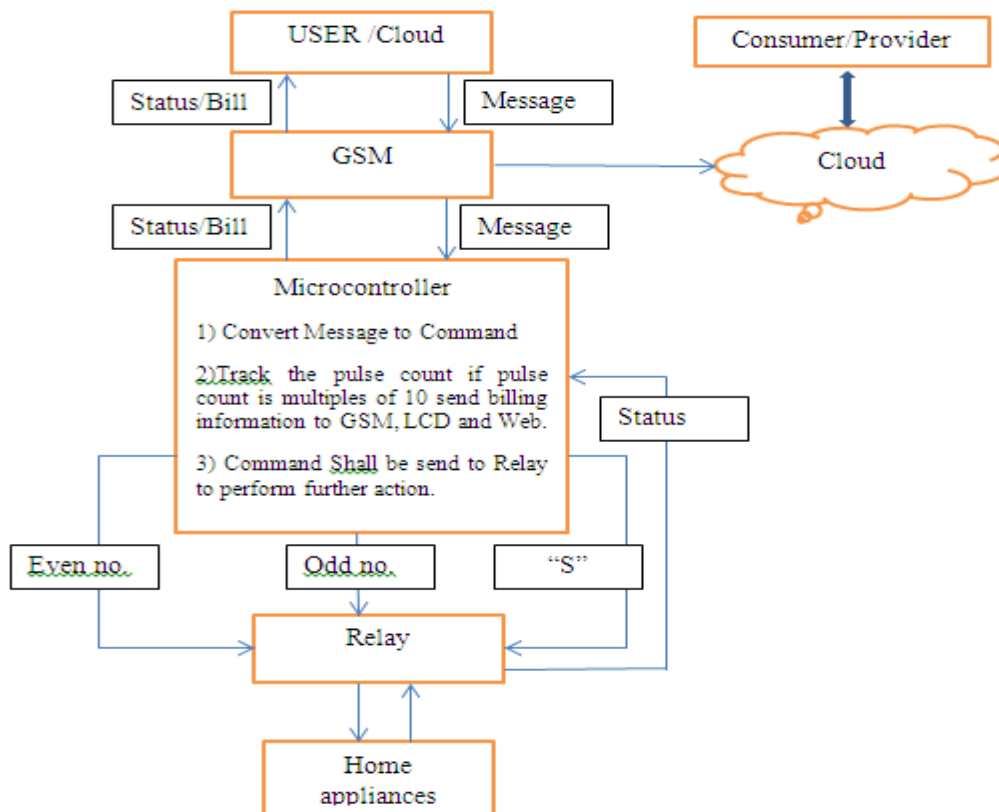 USER /Cloud
Consumer/Provider
Status/Bill
Message
GSM
Cloud
Status/Bill
Message
Microcontroller
1) Convert Message to Command
2)Track the pulse count if pulse
count is multiples of 10 send billing
information to GSM, LCD and Web.
3) Command Shall be send to Relay
to perform further action.
Status
Even no.
Odd no.
“S”
Relay
Home
appliances